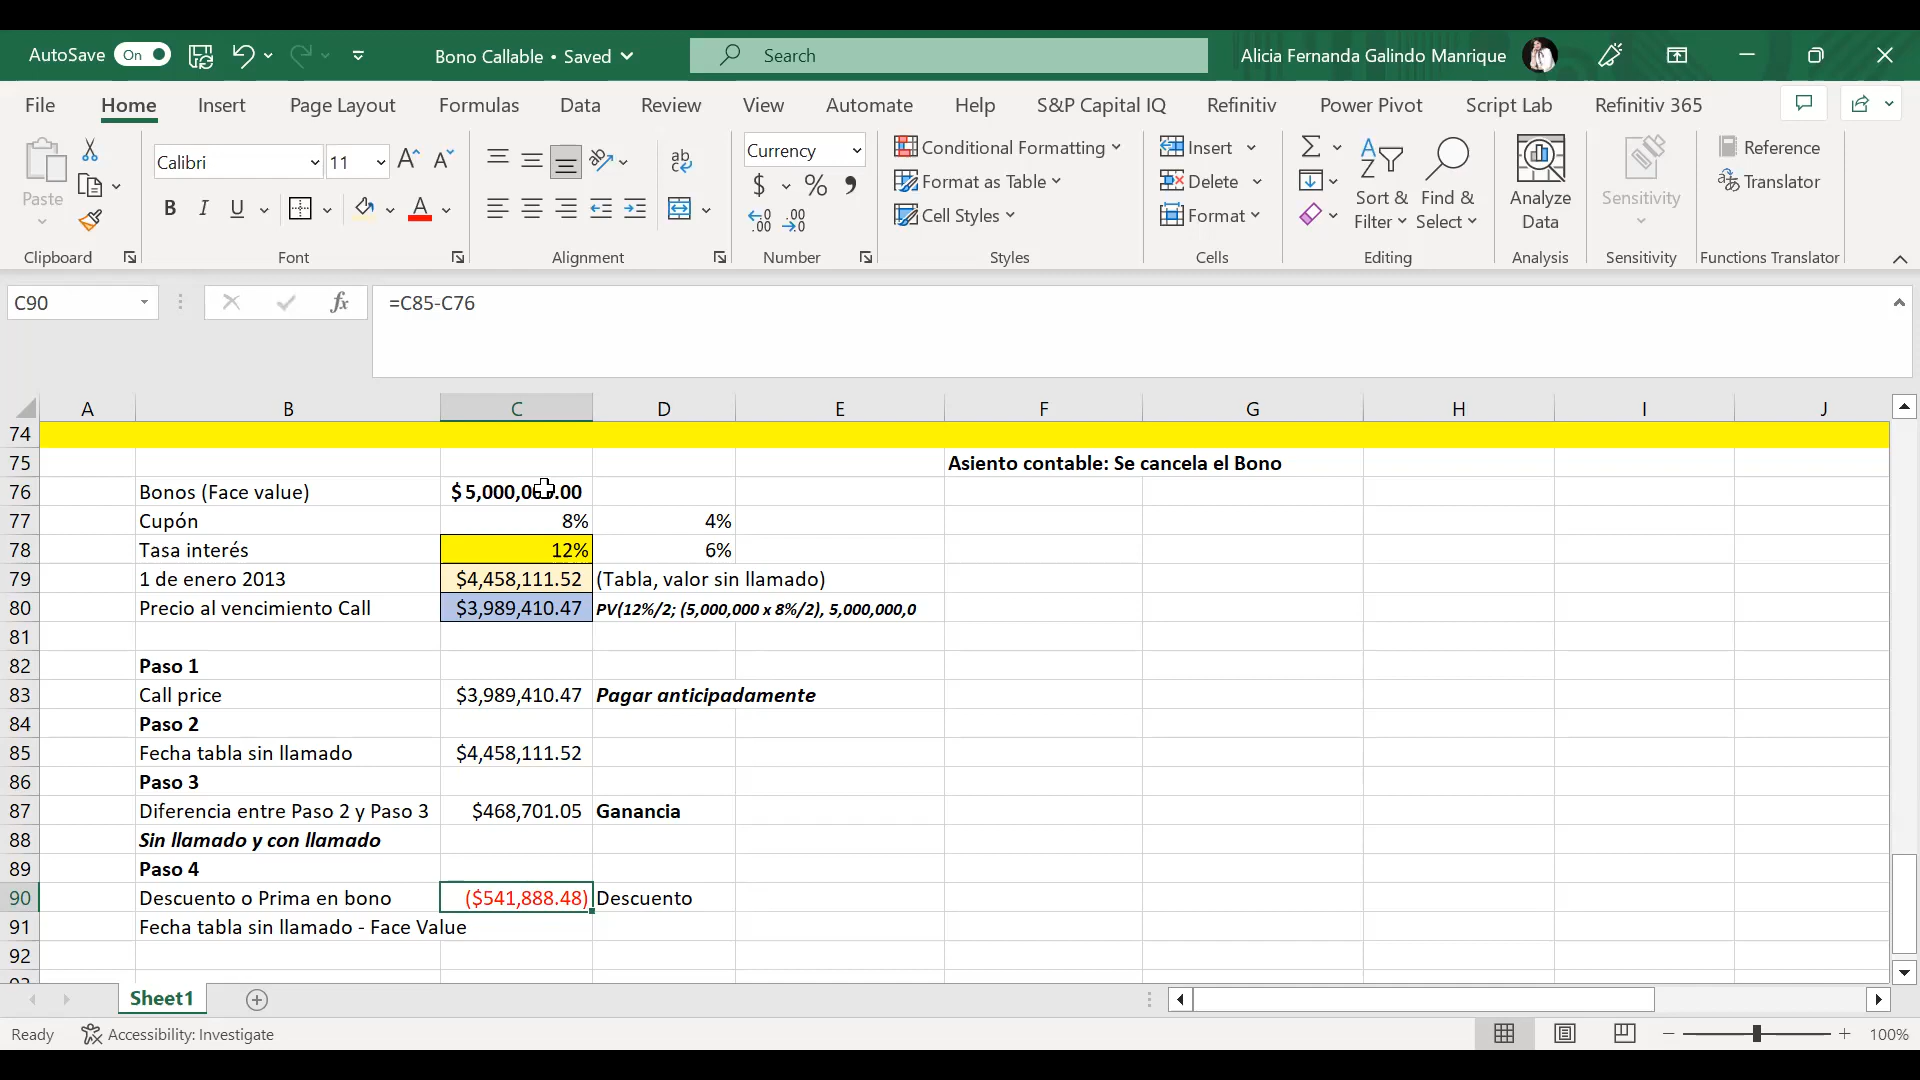 AutoSave On Bono Callable • Saved Search Alicia Fernanda Galindo Manrique
File Home Insert Page Layout Formulas Data Review View Automate Help S&P Capital IQ Refinitiv Power Pivot Script Lab Refinitiv 365
Paste
Calibri 11
B I U
Currency
$ %
Conditional Formatting
Format as Table
Cell Styles
Insert
Delete
Format
Sort & Filter
Find & Select
Analyze Data
Sensitivity
Reference
Translator
Clipboard Font Alignment Number Styles Cells Editing Analysis Sensitivity Functions Translator
C90 fx =C85-C76
A B C D E F G H I J
74
75 Asiento contable: Se cancela el Bono
76 Bonos (Face value)
77 Cupón 8% 4%
78 Tasa interés 12% 6%
79 1 de enero 2013 $4,458,111.52 (Tabla, valor sin llamado)
80 Precio al vencimiento Call $3,989,410.47 PV(12%/2; (5,000,000 x 8%/2), 5,000,000,0
81
82 Paso 1
83 Call price $3,989,410.47 Pagar anticipadamente
84 Paso 2
85 Fecha tabla sin llamado $4,458,111.52
86 Paso 3
87 Diferencia entre Paso 2 y Paso 3 $468,701.05 Ganancia
88 Sin llamado y con llamado
89 Paso 4
90 Descuento o Prima en bono ($541,888.48) Descuento
91 Fecha tabla sin llamado - Face Value
92
Sheet1
Ready Accessibility: Investigate 100%